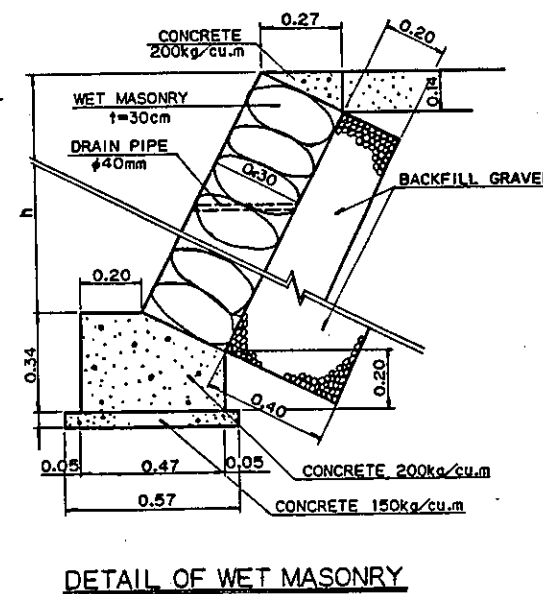 0.27
0.20
CONCRETE
200kg/cu.m
0.14
WET MASONRY
t=30cm
DRAIN PIPE
φ40mm
0.30
BACKFILL GRAVEL
h
0.20
0.34
0.20
0.40
0.05
0.47
0.05
CONCRETE 200kg/cu.m
0.57
CONCRETE 150kg/cu.m
DETAIL OF WET MASONRY